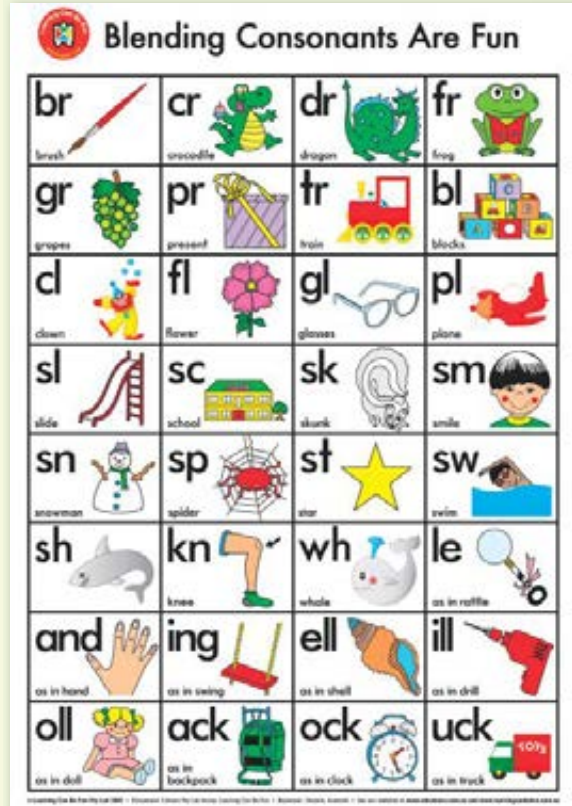 Blending Consonants Are Fun
br
brush
cr
crocodile
dr
dragon
fr
frog
gr
grapes
pr
present
tr
train
bl
blocks
cl
clown
fl
flower
gl
glasses
pl
plane
sl
slide
sc
school
sk
skunk
sm
smile
sn
snowman
sp
spider
st
star
sw
swim
sh
kn
knee
wh
whale
le
as in rattle
and
as in hand
ing
as in swing
ell
as in shell
ill
as in drill
oll
as in doll
ack
as in
backpack
ock
as in clock
uck
as in truck
TOYS